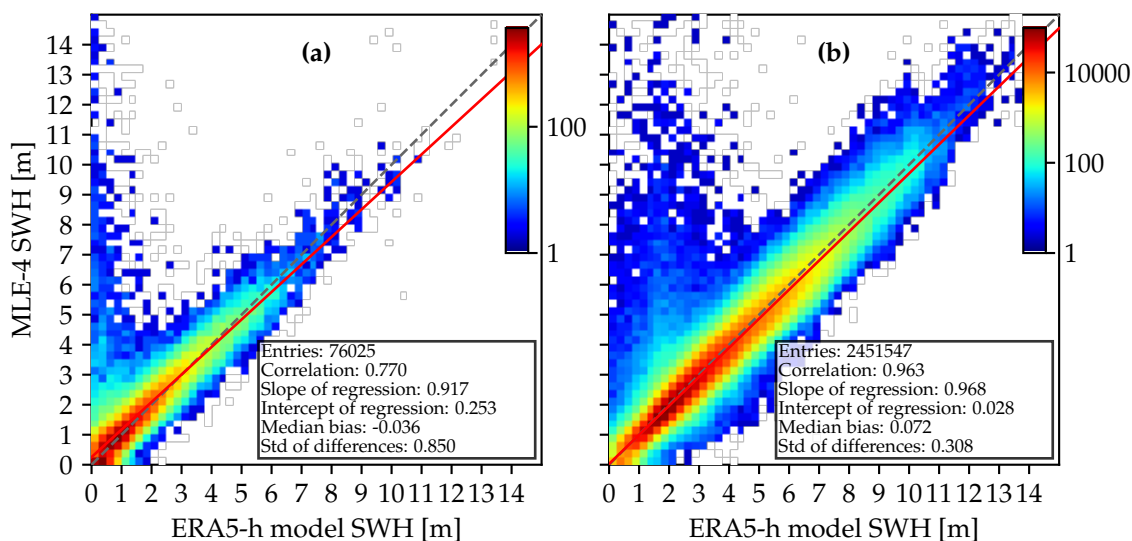 (a)
14
13
12
11
10
9
8
7
6
5
4
3
2
1
0
MLE-4 SWH [m]
100
1
Entries: 76025
Correlation: 0.770
Slope of regression: 0.917
Intercept of regression: 0.253
Median bias: -0.036
Std of differences: 0.850
0 1 2 3 4 5 6 7 8 9 10 11 12 13 14
ERA5-h model SWH [m]
(b)
10000
100
1
Entries: 2451547
Correlation: 0.963
Slope of regression: 0.968
Intercept of regression: 0.028
Median bias: 0.072
Std of differences: 0.308
0 1 2 3 4 5 6 7 8 9 10 11 12 13 14
ERA5-h model SWH [m]